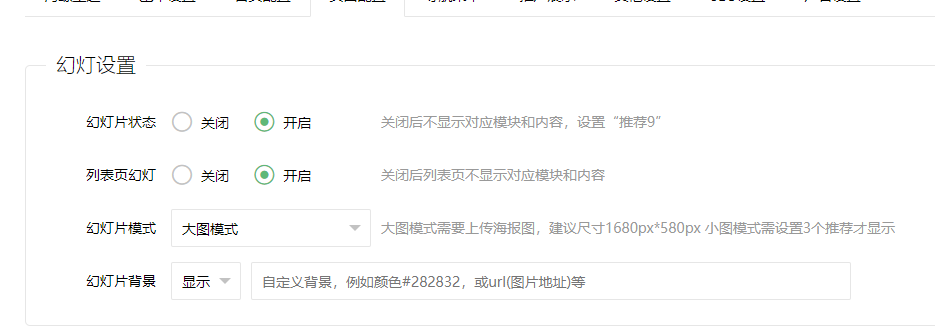 幻灯设置
幻灯片状态 关闭 开启 关闭后不显示对应模块和内容，设置“推荐9”
列表页幻灯 关闭 开启 关闭后列表页不显示对应模块和内容
幻灯片模式 大图模式 大图模式需要上传海报图，建议尺寸1680px*580px 小图模式需设置3个推荐才显示
幻灯片背景 显示 自定义背景，例如颜色#282832，或url(图片地址)等